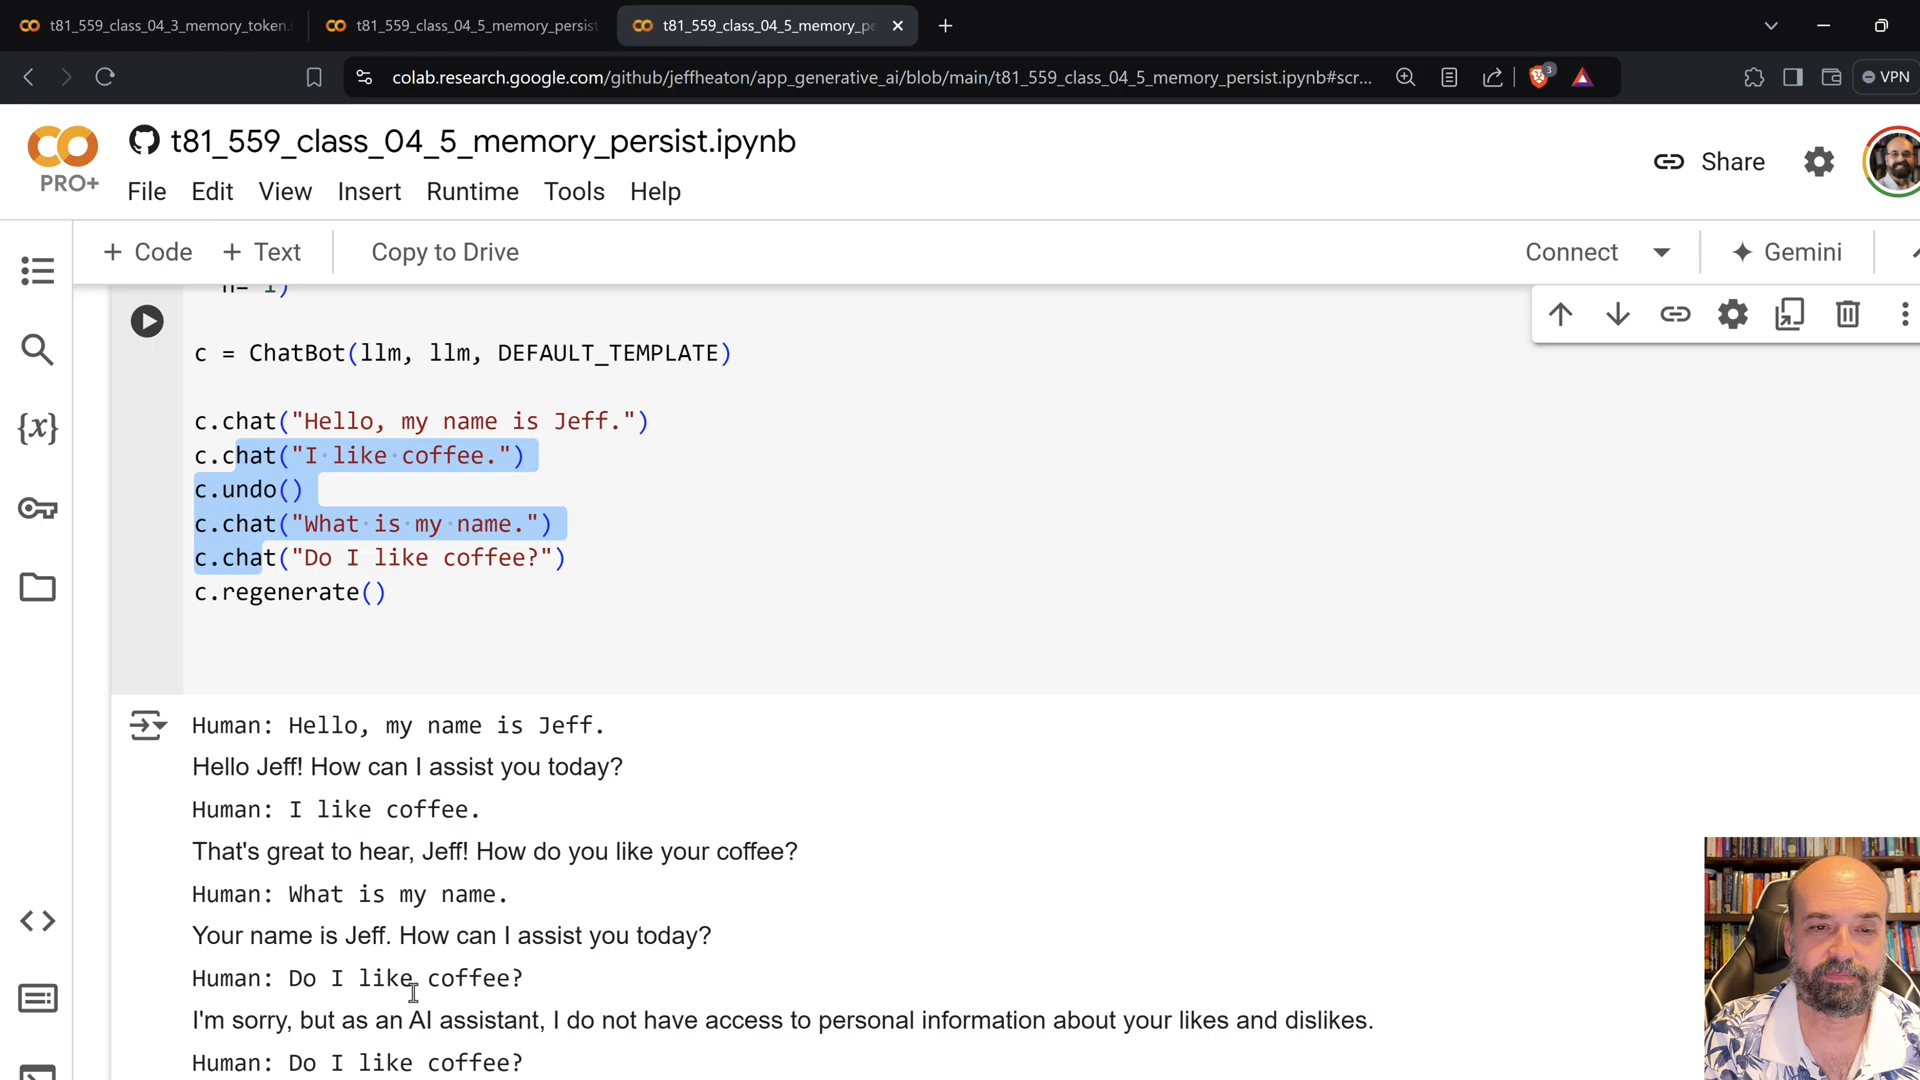 t81_559_class_04_3_memory_token.i
t81_559_class_04_5_memory_persist
t81_559_class_04_5_memory_pe
colab.research.google.com/github/jeffheaton/app_generative_ai/blob/main/t81_559_class_04_5_memory_persist.ipynb#scr...
3
VPN
PRO+
t81_559_class_04_5_memory_persist.ipynb
Share
File Edit View Insert Runtime Tools Help
+ Code + Text Copy to Drive
Connect
Gemini
n= 1)
c = ChatBot(llm, llm, DEFAULT_TEMPLATE)
c.chat("Hello, my name is Jeff.")
c.chat("I like coffee.")
c.undo()
c.chat("What is my name.")
c.chat("Do I like coffee?")
c.regenerate()
Human: Hello, my name is Jeff.
Hello Jeff! How can I assist you today?
Human: I like coffee.
That's great to hear, Jeff! How do you like your coffee?
Human: What is my name.
Your name is Jeff. How can I assist you today?
Human: Do I like coffee?
I'm sorry, but as an AI assistant, I do not have access to personal information about your likes and dislikes.
Human: Do I like coffee?